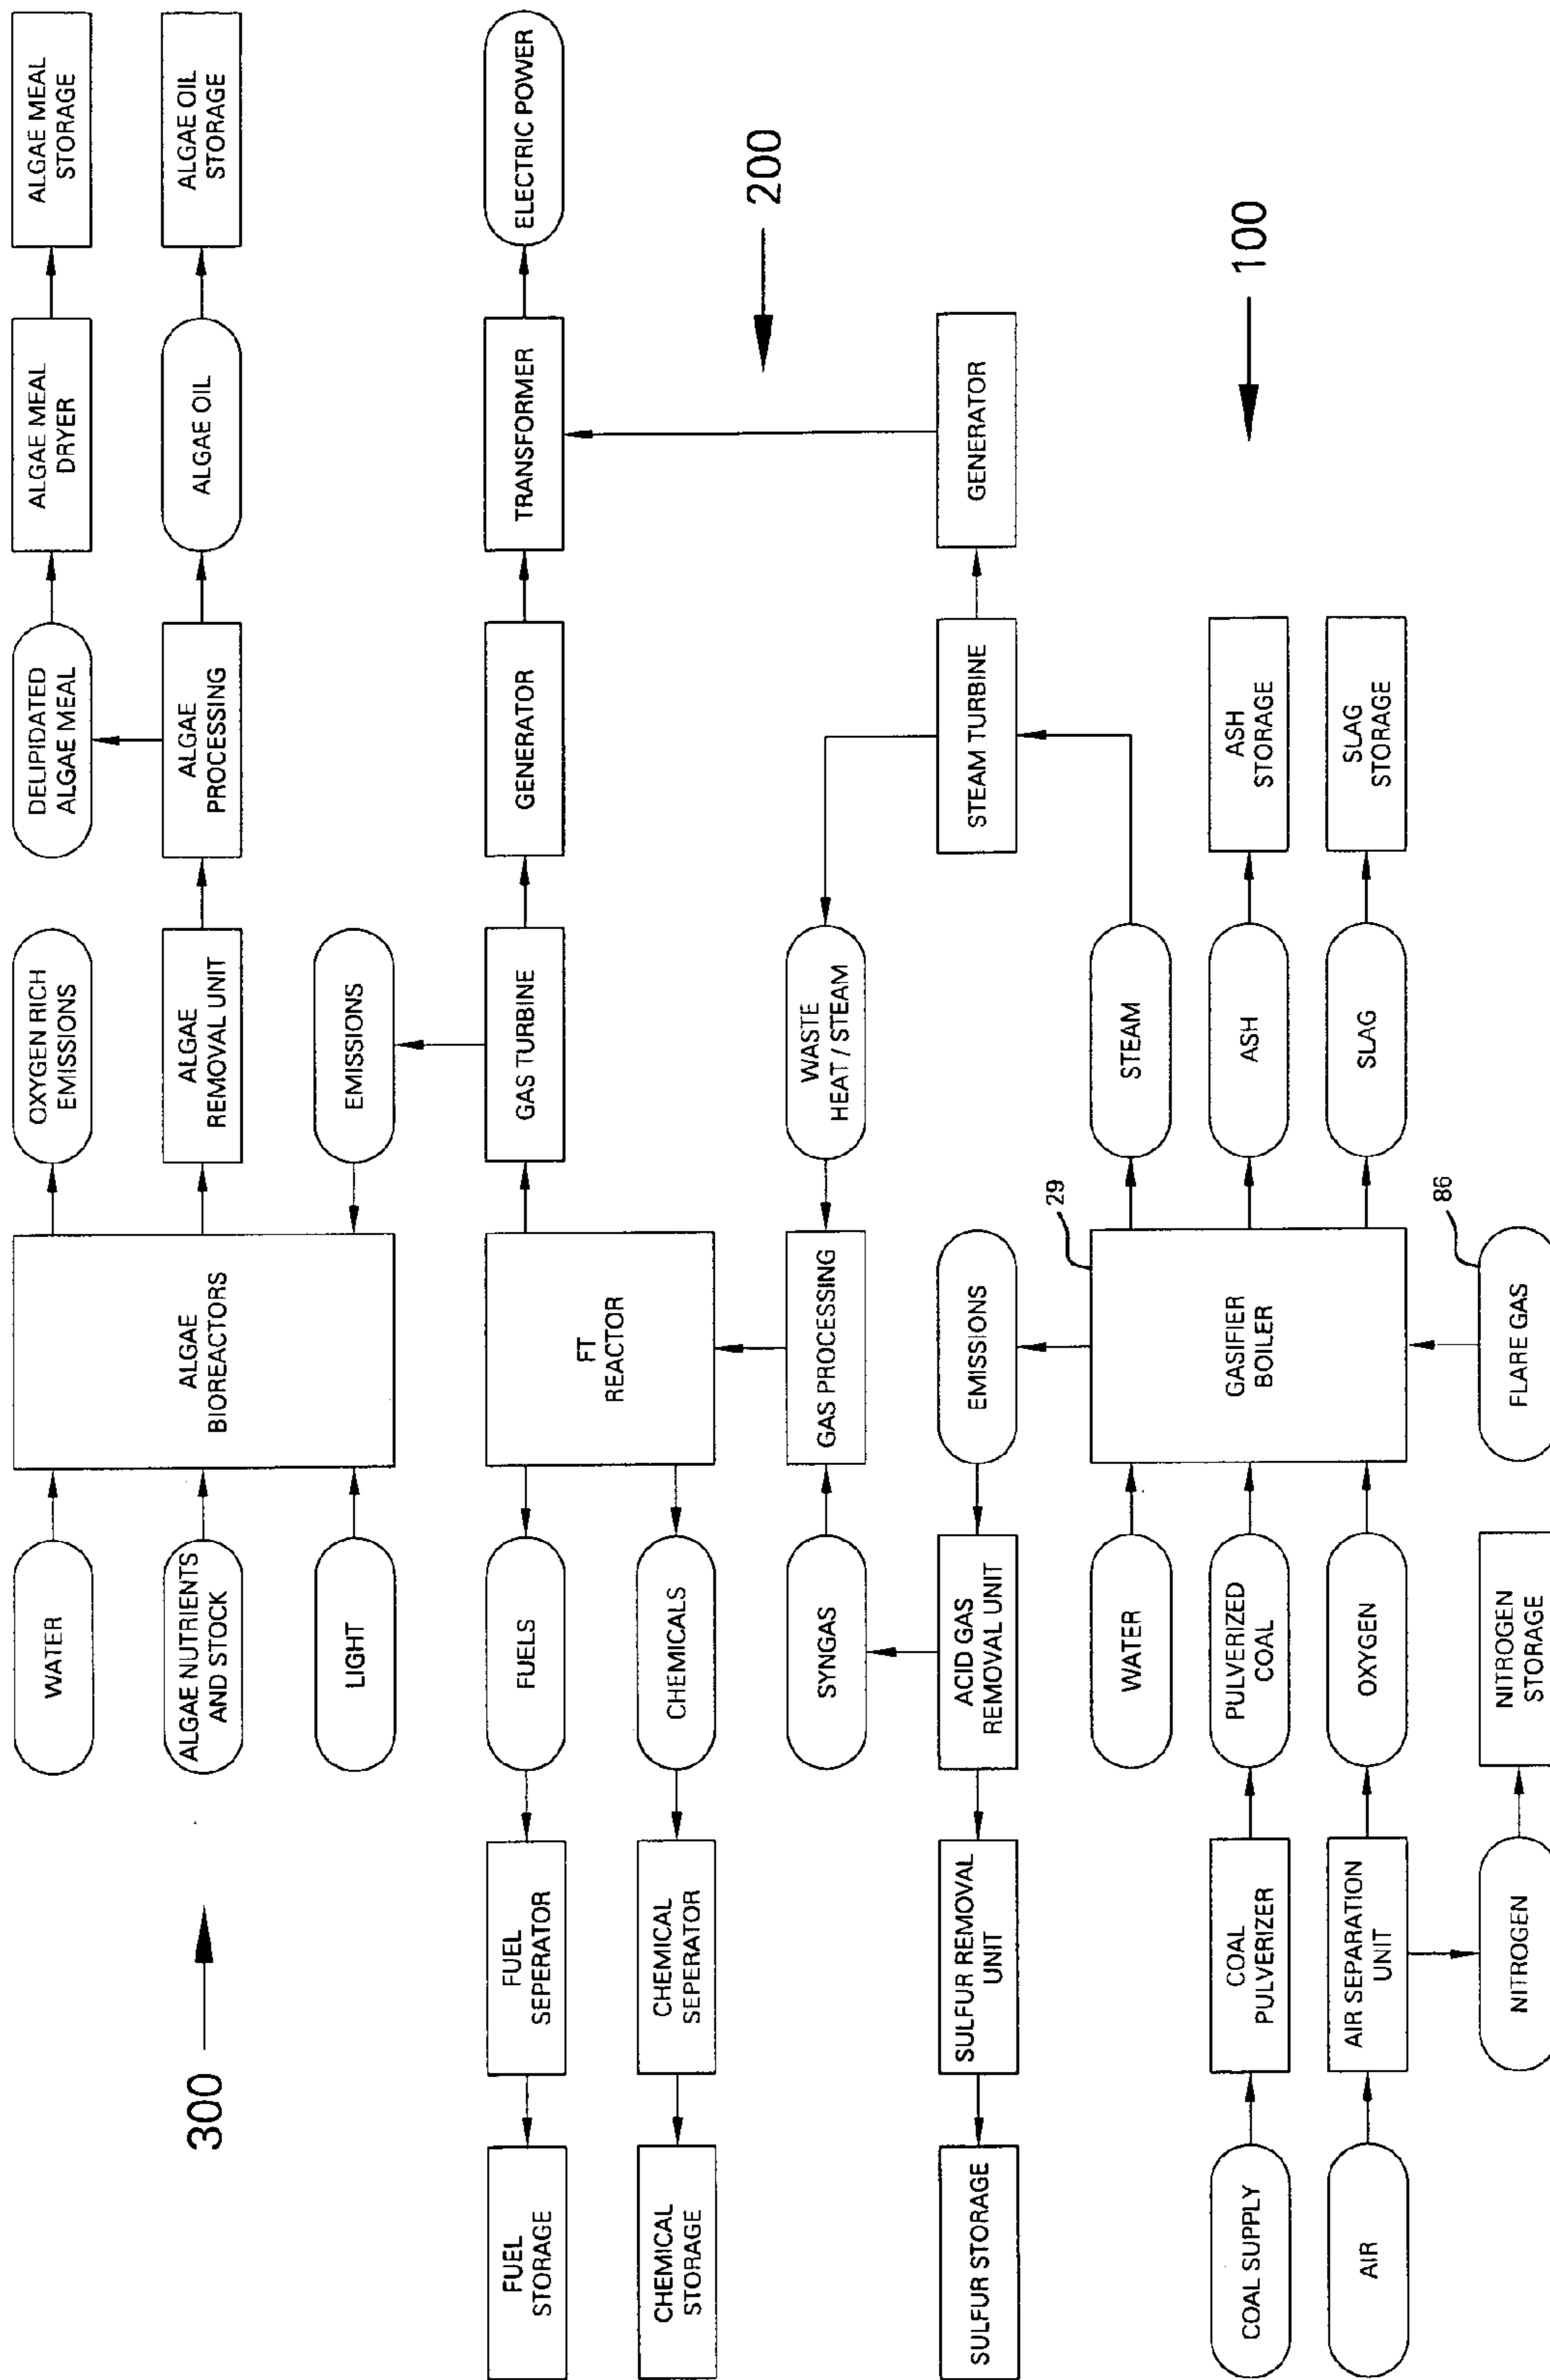 300
WATER
ALGAE NUTRIENTS
AND STOCK
LIGHT
ALGAE
BIOREACTORS
OXYGEN RICH
EMISSIONS
ALGAE
REMOVAL UNIT
EMISSIONS
DELIPIDATED
ALGAE MEAL
ALGAE
PROCESSING
ALGAE MEAL
DRYER
ALGAE OIL
ALGAE MEAL
STORAGE
ALGAE OIL
STORAGE
FUEL
STORAGE
FUEL
SEPERATOR
FUELS
CHEMICAL
STORAGE
CHEMICAL
SEPERATOR
CHEMICALS
FT
REACTOR
GAS TURBINE
GENERATOR
TRANSFORMER
ELECTRIC POWER
200
SYNGAS
GAS PROCESSING
WASTE
HEAT / STEAM
SULFUR STORAGE
SULFUR REMOVAL
UNIT
ACID GAS
REMOVAL UNIT
EMISSIONS
STEAM TURBINE
GENERATOR
29
WATER
COAL SUPPLY
COAL
PULVERIZER
PULVERIZED
COAL
AIR
AIR SEPARATION
UNIT
OXYGEN
GASIFIER
BOILER
STEAM
ASH
SLAG
ASH
STORAGE
SLAG
STORAGE
100
NITROGEN
NITROGEN
STORAGE
FLARE GAS
86